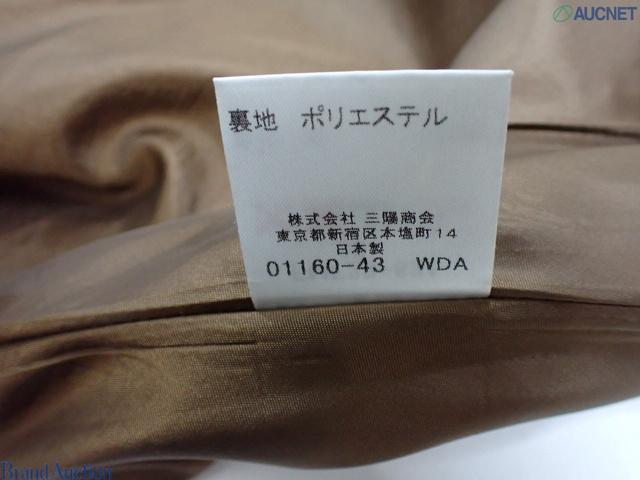 AUCNET
裏地 ポリエステル
株式会社 三陽商会
東京都新宿区本塩町14
日本製
01160-43 WDA
Brand Auction